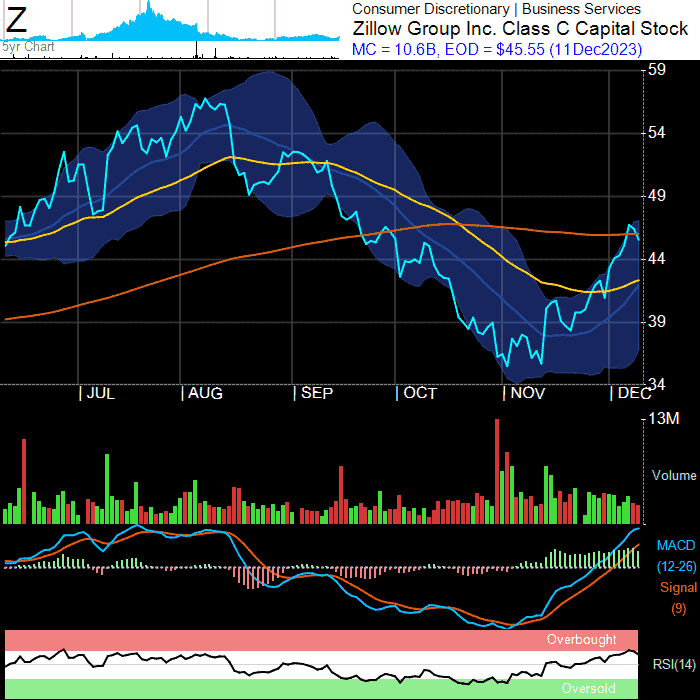 Z
5yr Chart
Consumer Discretionary | Business Services
Zillow Group Inc. Class C Capital Stock
MC = 10.6B, EOD = $45.55 (11Dec2023)
59
54
49
44
39
34
| JUL | AUG | SEP | OCT | NOV | DEC
13M
Volume
MACD
(12-26)
Signal
(9)
Overbought
RSI(14)
Oversold